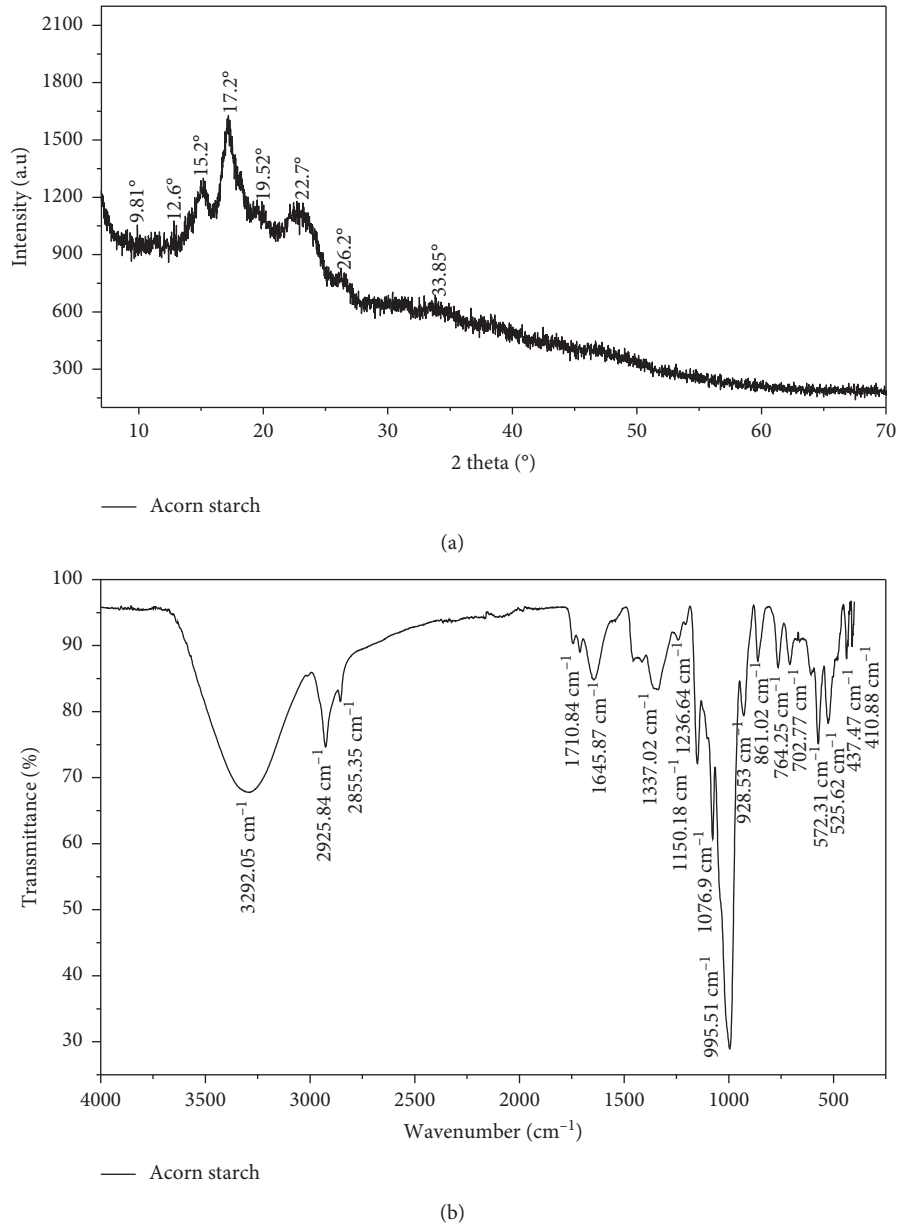 2100
1800
1500
1200
900
600
300
Intensity (a.u)
9.81°
12.6°
15.2°
17.2°
19.52°
22.7°
26.2°
33.85°
10 20 30 40 50 60 70
2 theta (°)
Acorn starch
(a)
100
90
80
70
60
50
40
30
Transmittance (%)
3292.05 cm⁻¹
2925.84 cm⁻¹
2855.35 cm⁻¹
1710.84 cm⁻¹
1645.87 cm⁻¹
1337.02 cm⁻¹
1236.64 cm⁻¹
1150.18 cm⁻¹
1076.9 cm⁻¹
995.51 cm⁻¹
928.53 cm⁻¹
861.02 cm⁻¹
764.25 cm⁻¹
702.77 cm⁻¹
572.31 cm⁻¹
525.62 cm⁻¹
437.47 cm⁻¹
410.88 cm⁻¹
4000 3500 3000 2500 2000 1500 1000 500
Wavenumber (cm⁻¹)
Acorn starch
(b)